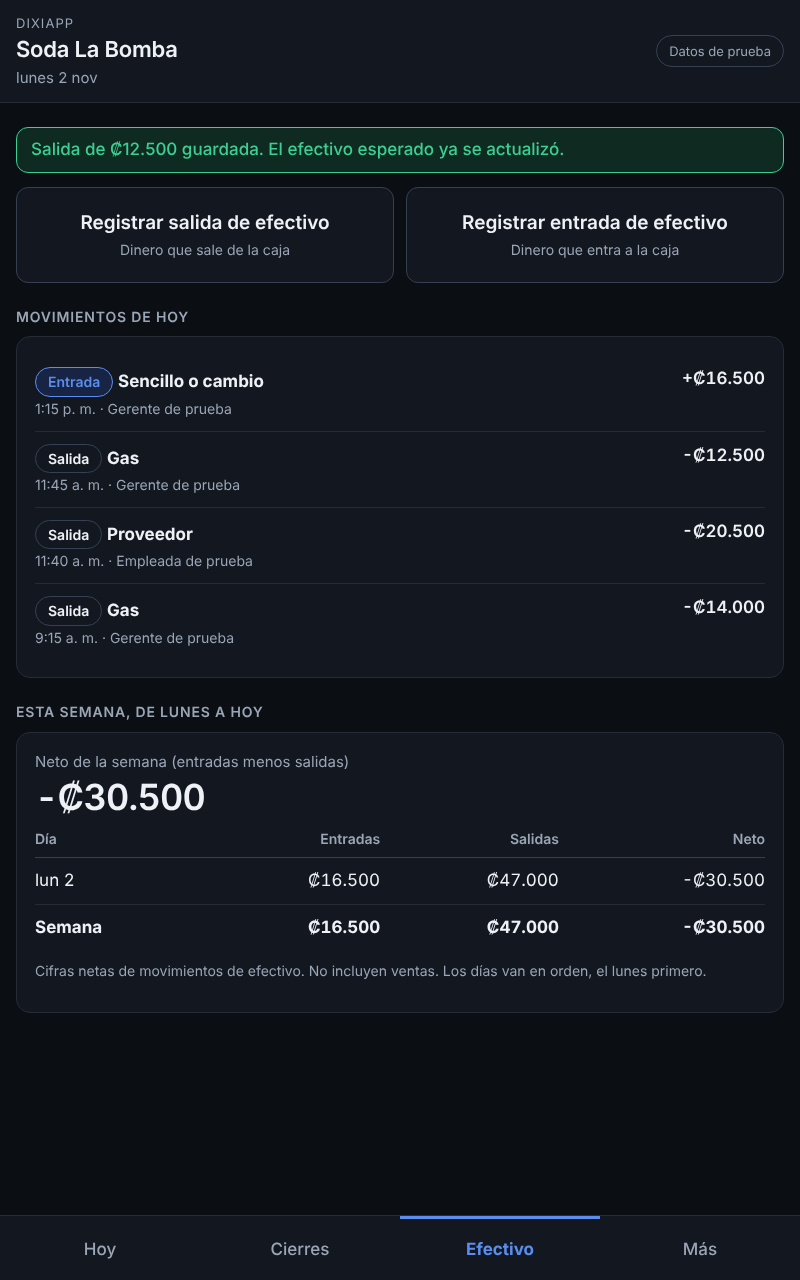 DIXIAPP
Soda La Bomba
lunes 2 nov
Datos de prueba
Salida de ₡12.500 guardada. El efectivo esperado ya se actualizó.
Registrar salida de efectivo
Dinero que sale de la caja
Registrar entrada de efectivo
Dinero que entra a la caja
MOVIMIENTOS DE HOY
Entrada Sencillo o cambio +₡16.500
1:15 p. m. · Gerente de prueba
Salida Gas -₡12.500
11:45 a. m. · Gerente de prueba
Salida Proveedor -₡20.500
11:40 a. m. · Empleada de prueba
Salida Gas -₡14.000
9:15 a. m. · Gerente de prueba
ESTA SEMANA, DE LUNES A HOY
Neto de la semana (entradas menos salidas)
-₡30.500
Día Entradas Salidas Neto
lun 2 ₡16.500 ₡47.000 -₡30.500
Semana ₡16.500 ₡47.000 -₡30.500
Cifras netas de movimientos de efectivo. No incluyen ventas. Los días van en orden, el lunes primero.
Hoy Cierres Efectivo Más